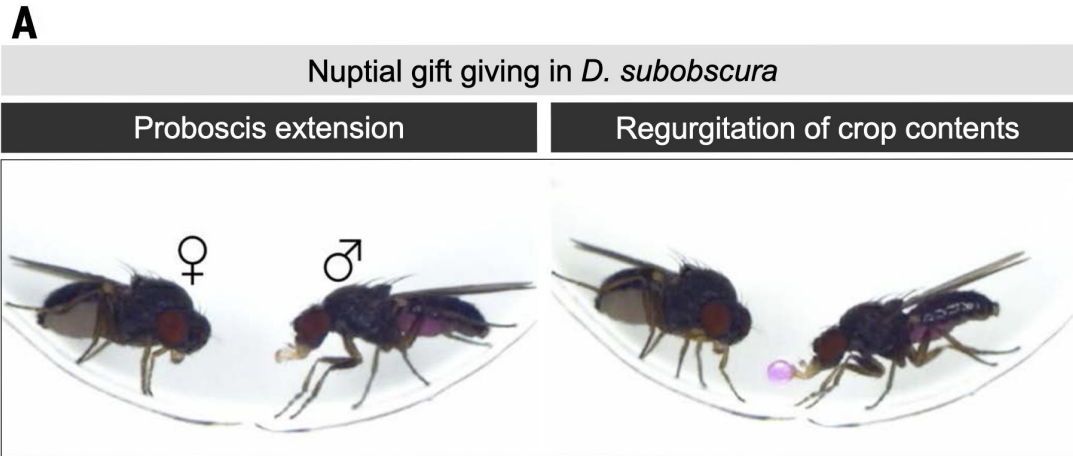 A
Nuptial gift giving in D. subobscura
Proboscis extension
Regurgitation of crop contents
♀
♂